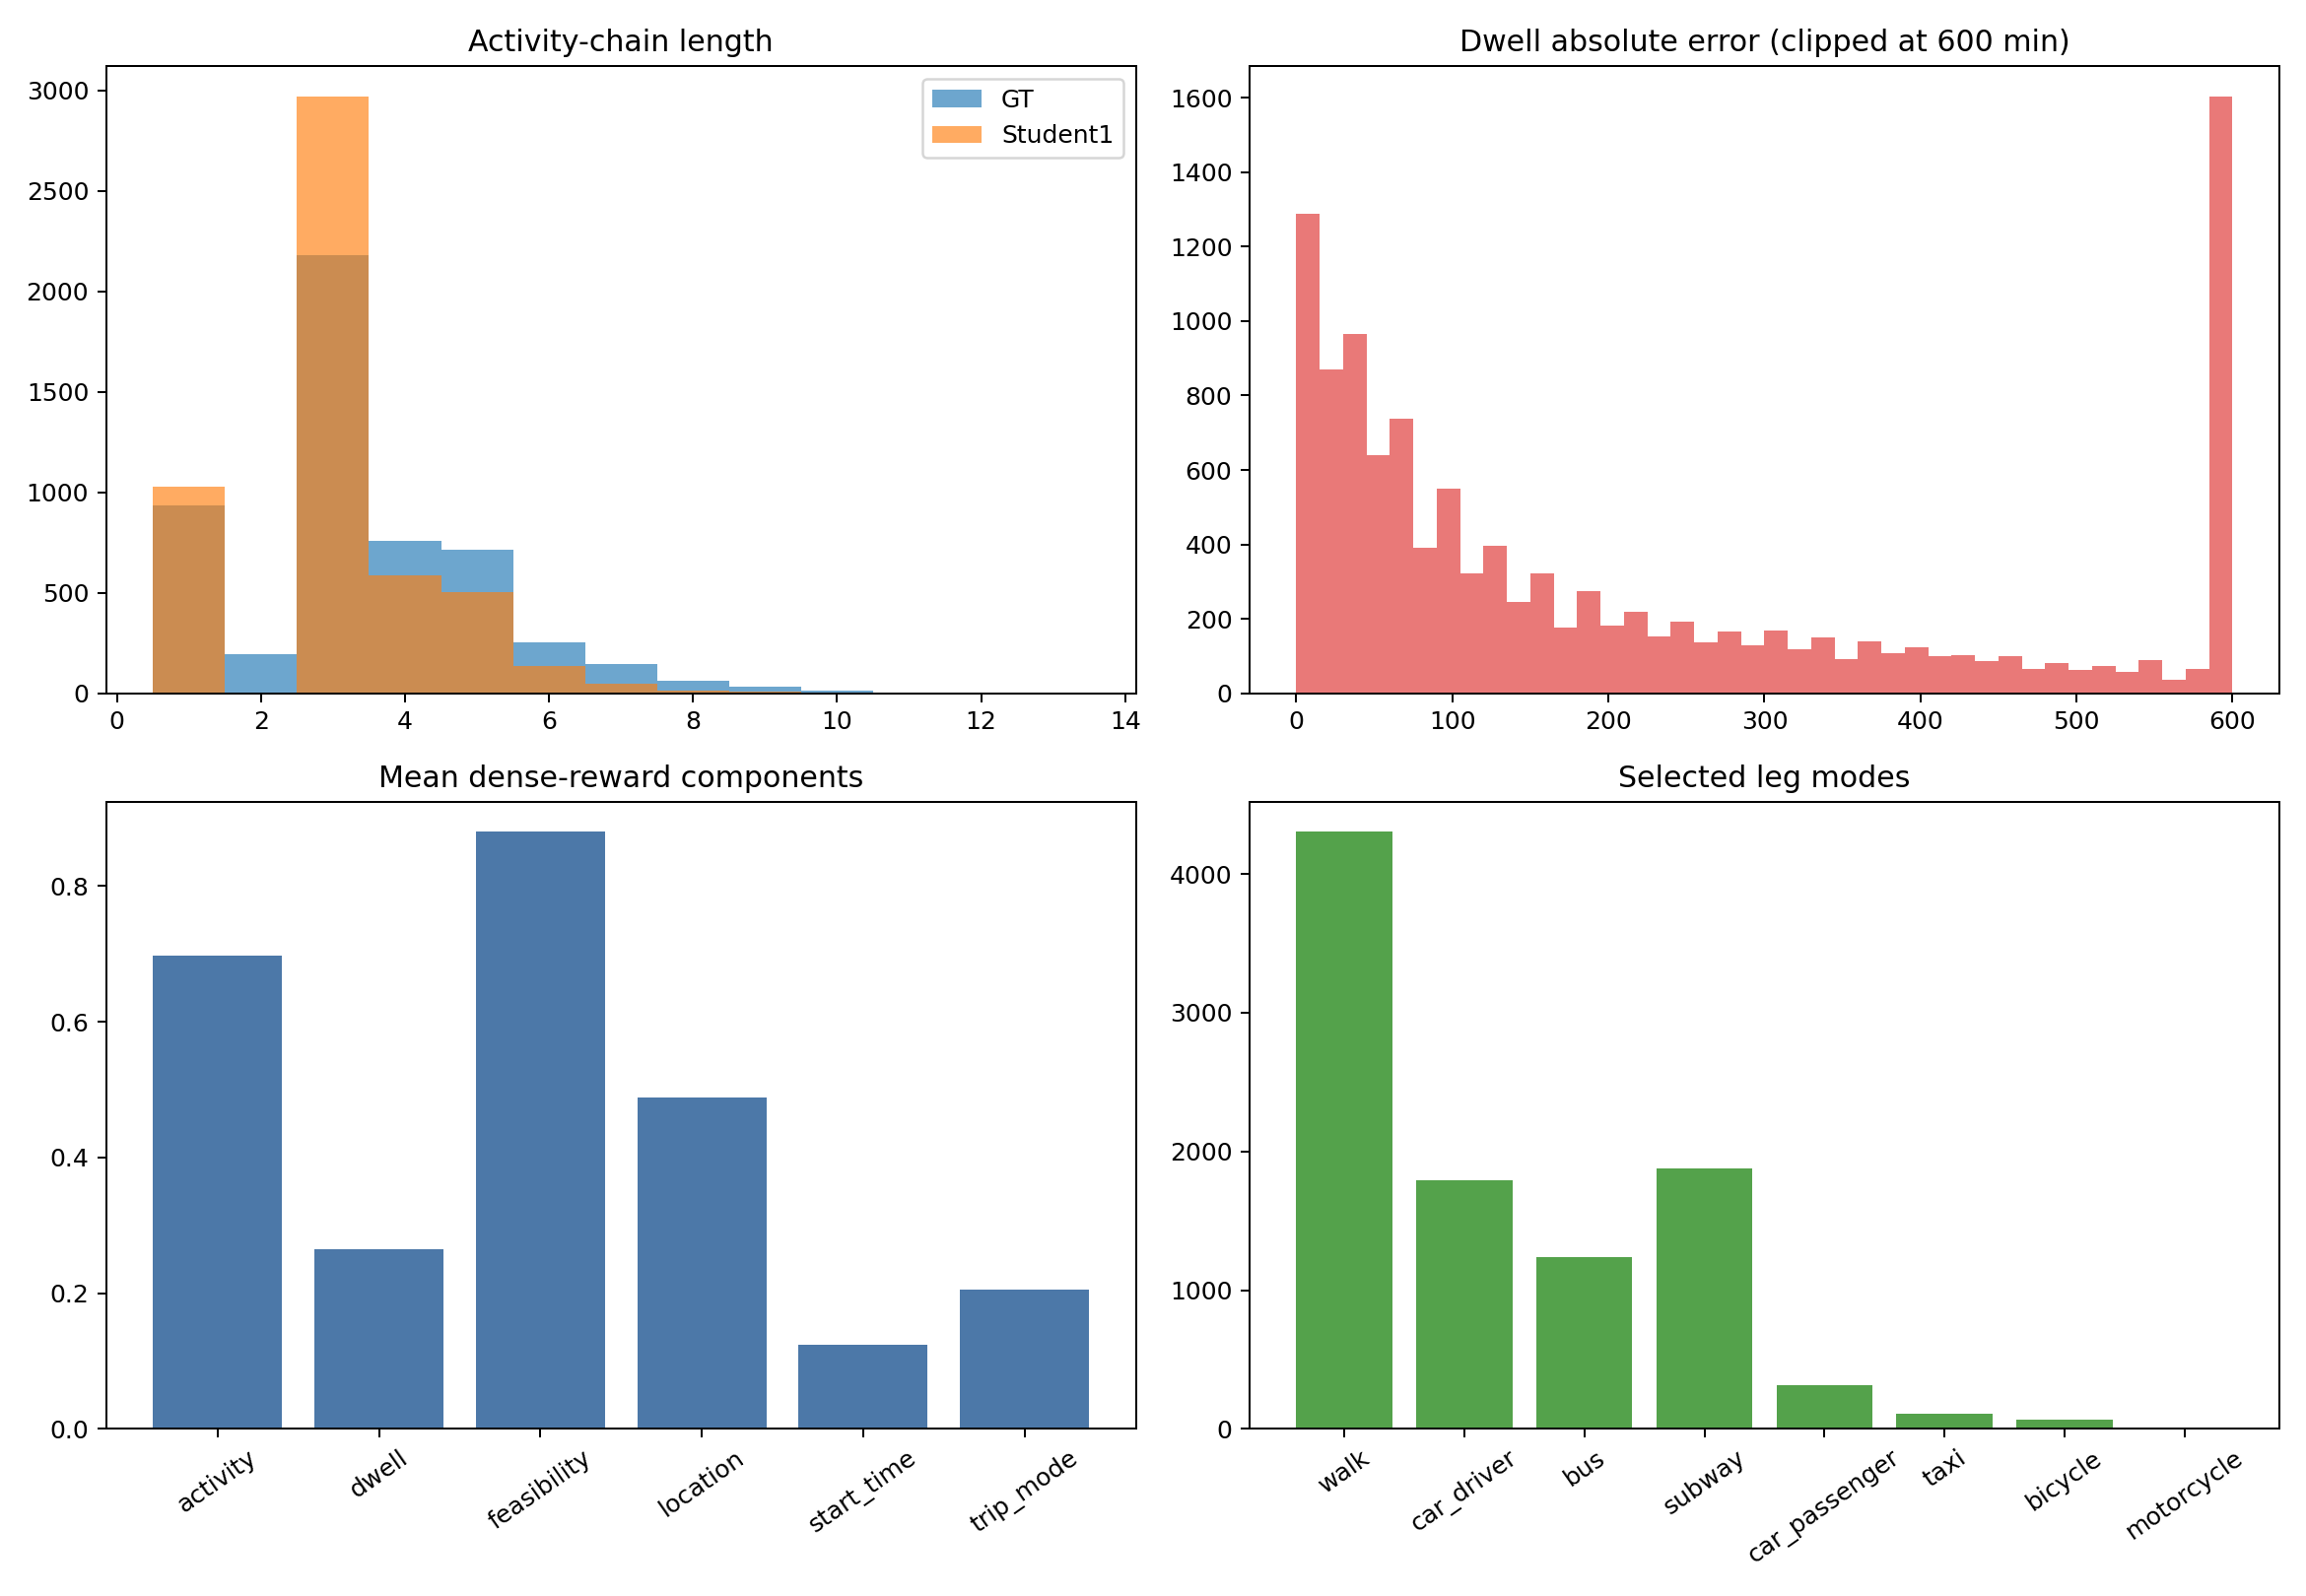 Activity-chain length
3000
2500
2000
1500
1000
500
0
0 2 4 6 8 10 12 14
GT
Student1
Dwell absolute error (clipped at 600 min)
1600
1400
1200
1000
800
600
400
200
0
0 100 200 300 400 500 600
Mean dense-reward components
0.8
0.6
0.4
0.2
0.0
activity dwell feasibility location start_time trip_mode
Selected leg modes
4000
3000
2000
1000
0
walk car_driver bus subway car_passenger taxi bicycle motorcycle